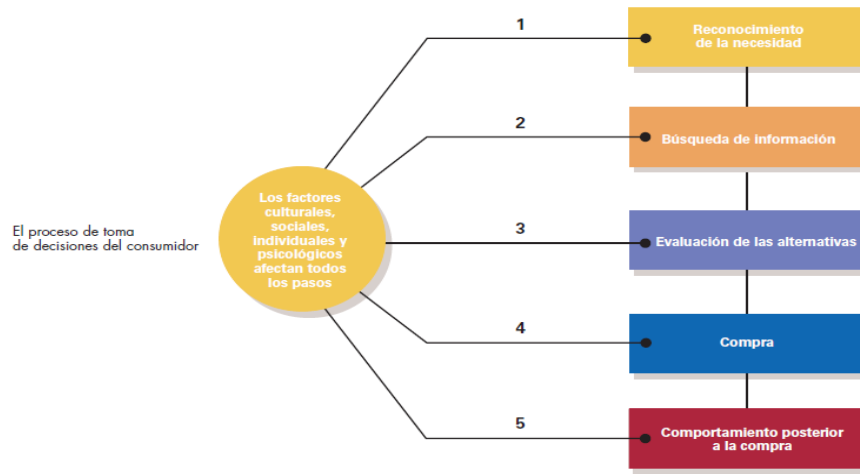 El proceso de toma
de decisiones del consumidor
Los factores
culturales,
sociales,
individuales y
psicológicos
afectan todos
los pasos
1
Reconocimiento
de la necesidad
2
Búsqueda de información
3
Evaluación de las alternativas
4
Compra
5
Comportamiento posterior
a la compra